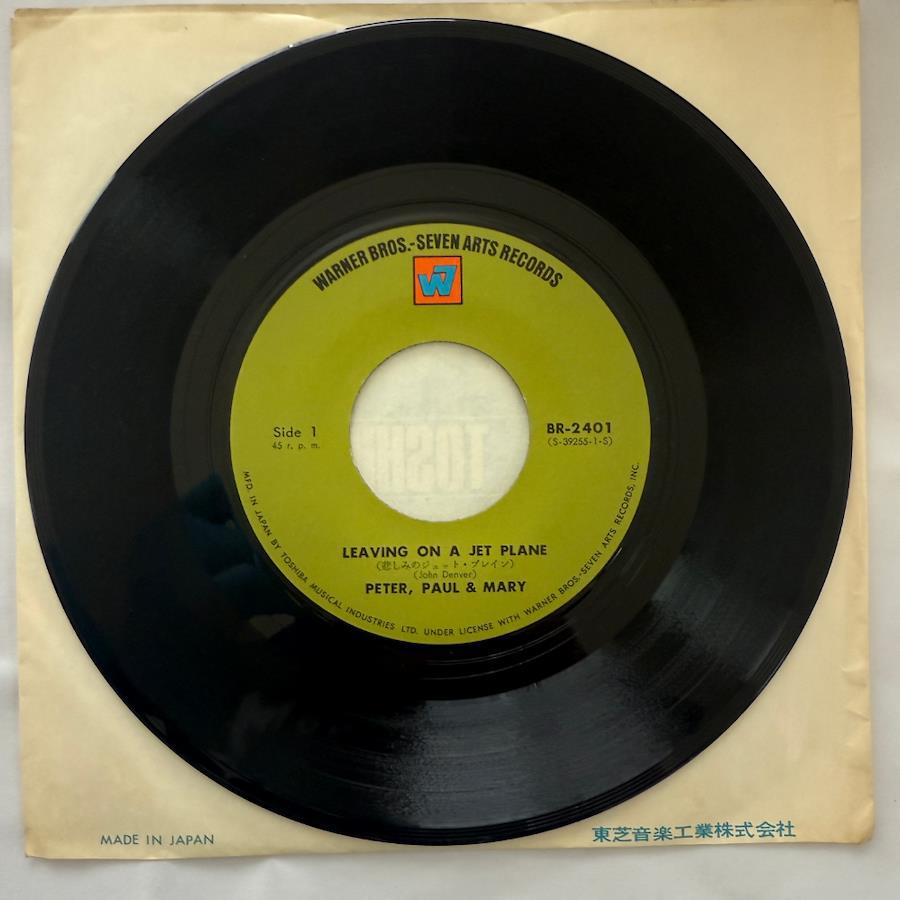 WARNER BROS.-SEVEN ARTS RECORDS
W7
Side 1
45 r. p. m.
BR-2401
(S-39255-1-S)
LEAVING ON A JET PLANE
(悲しみのジェット・プレイン)
(John Denver)
PETER, PAUL & MARY
MFD. IN JAPAN BY TOSHIBA MUSICAL INDUSTRIES LTD. UNDER LICENSE WITH WARNER BROS.-SEVEN ARTS RECORDS, INC.
MADE IN JAPAN
東芝音楽工業株式会社